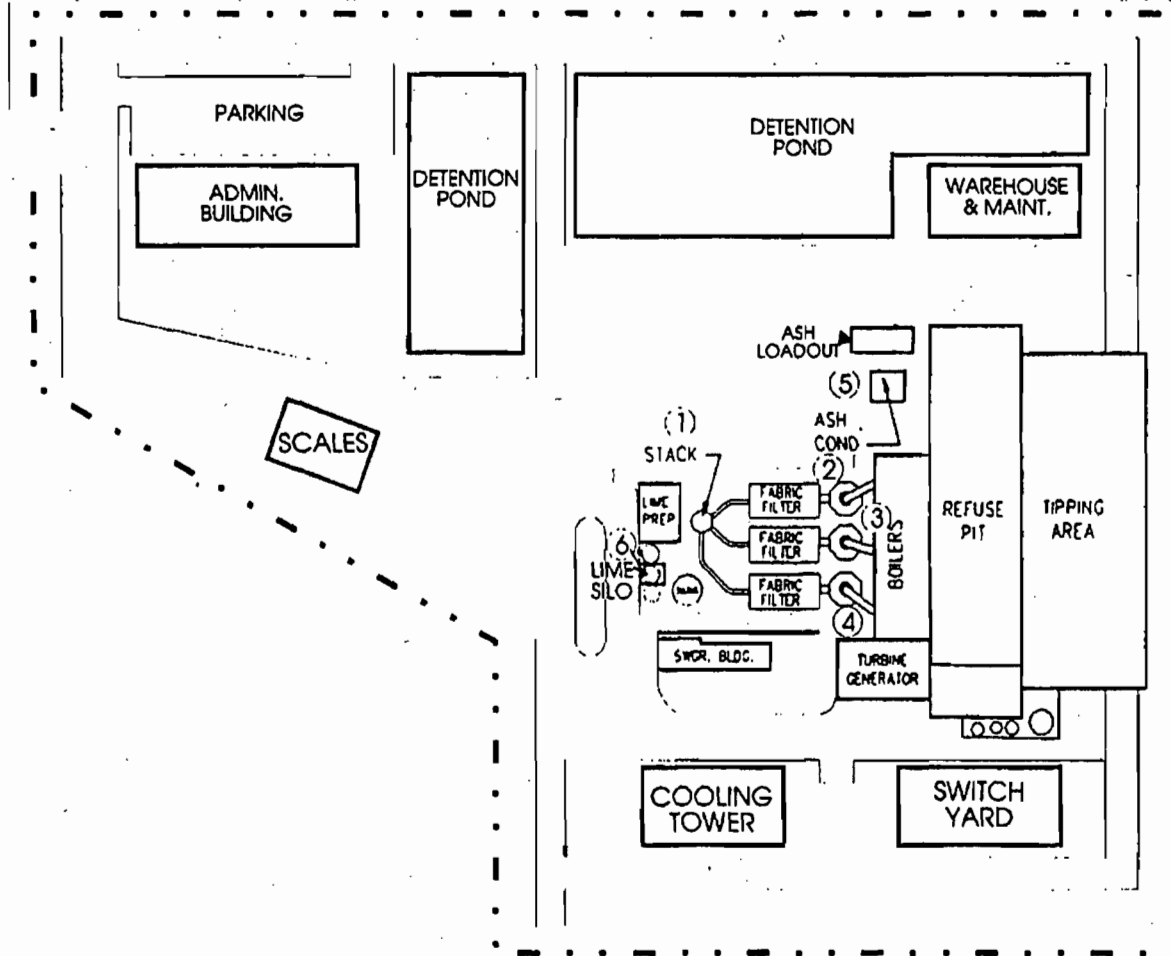 PARKING
ADMIN.
BUILDING
DETENTION
POND
DETENTION
POND
WAREHOUSE
& MAINT.
ASH
LOADOUT
(5)
ASH
COND
SCALES
(1)
STACK
(2)
FABRIC
FILTER
LIME
PREP
(3)
FABRIC
FILTER
BOILERS
REFUSE
PIT
TIPPING
AREA
(6)
LIME
SILO
FABRIC
FILTER
(4)
SWGR. BLDG.
TURBINE
GENERATOR
COOLING
TOWER
SWITCH
YARD